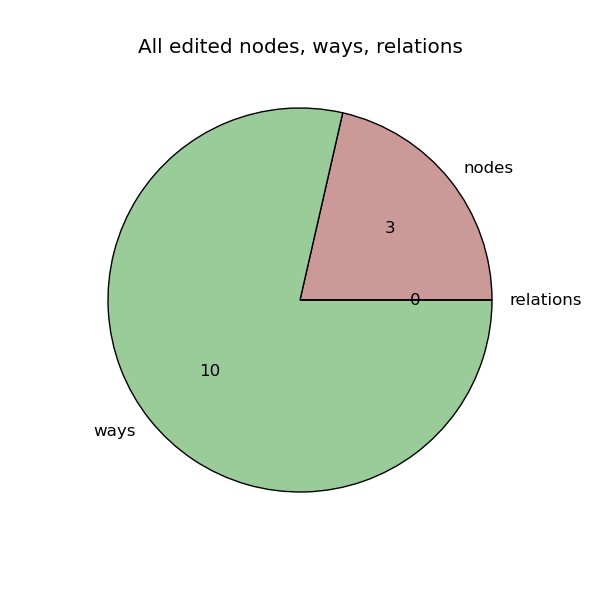 All edited nodes, ways, relations
nodes
3
0
relations
10
ways